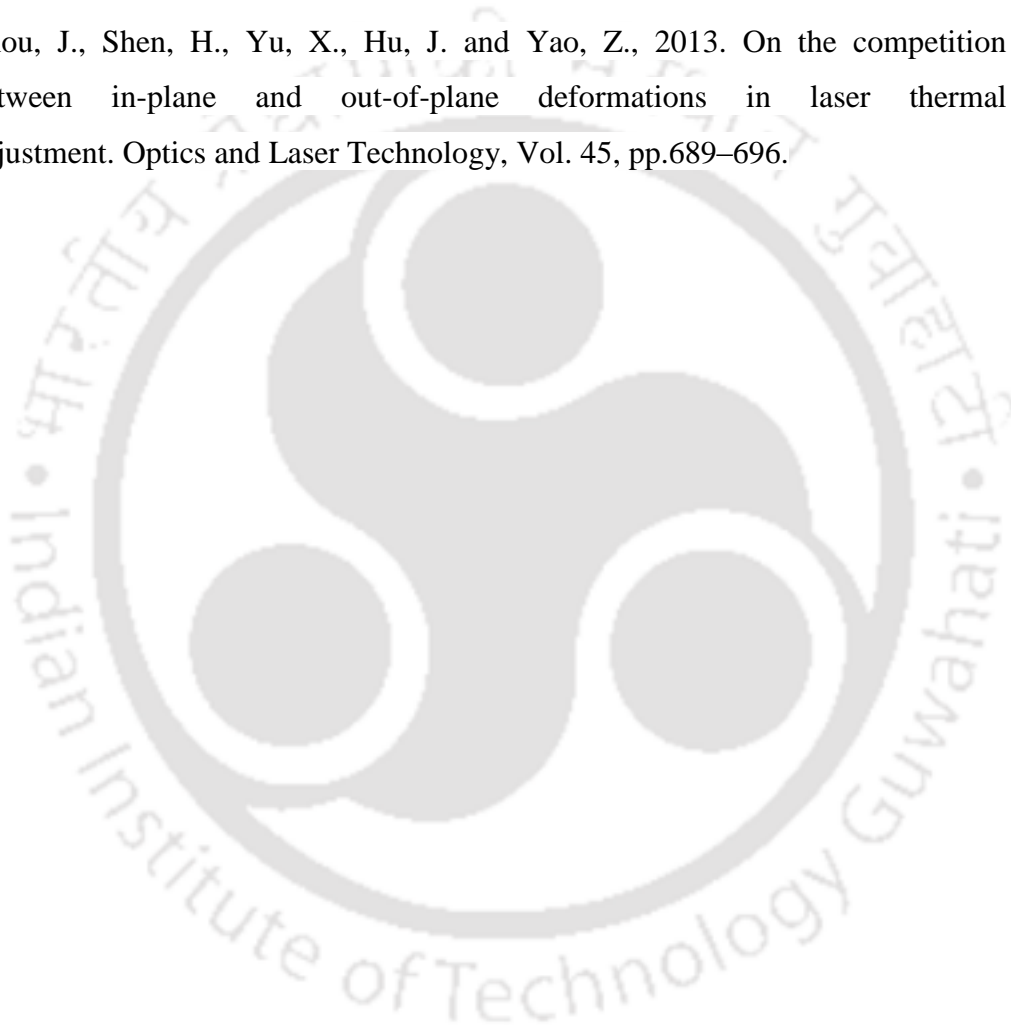 ou, J., Shen, H., Yu, X., Hu, J. and Yao, Z., 2013. On the competition
tween in-plane and out-of-plane deformations in laser thermal
justment. Optics and Laser Technology, Vol. 45, pp.689–696.
भारतीय गुवाहाटी
• Indian Institute of Technology Guwahati •